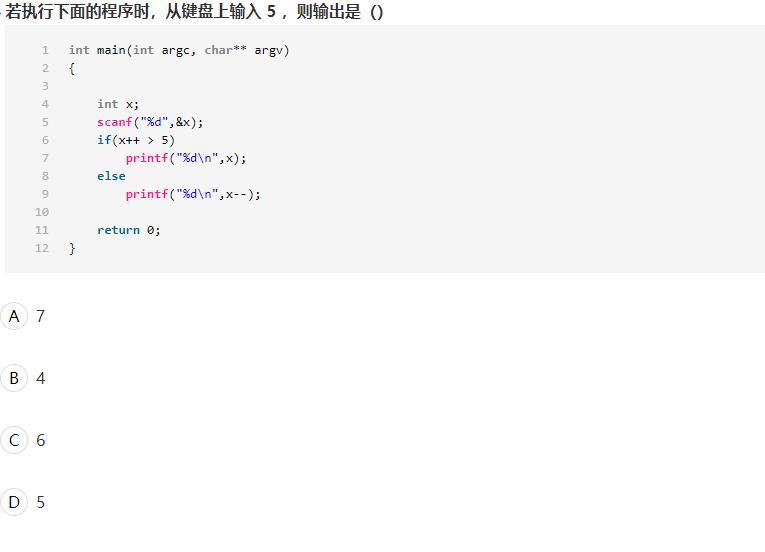 若执行下面的程序时，从键盘上输入 5 ，则输出是（）
1 int main(int argc, char** argv)
2 {
3
4 int x;
5 scanf("%d",&x);
6 if(x++ > 5)
7 printf("%d\n",x);
8 else
9 printf("%d\n",x--);
10
11 return 0;
12 }
A 7
B 4
C 6
D 5